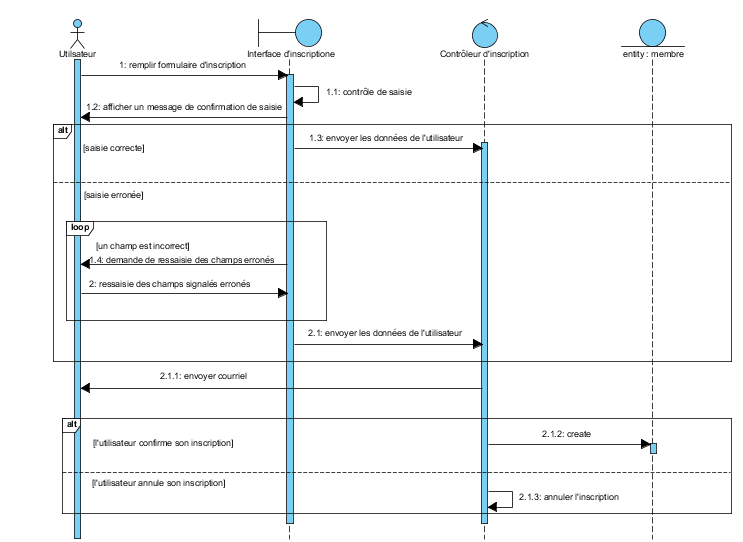 Utilisateur
Interface d'inscriptione
Contrôleur d'inscription
entity : membre
1: remplir formulaire d'inscription
1.1: contrôle de saisie
1.2: afficher un message de confirmation de saisie
alt
[saisie correcte]
1.3: envoyer les données de l'utilisateur
[saisie erronée]
loop
[un champ est incorrect]
1.4: demande de ressaisie des champs erronés
2: ressaisie des champs signalés erronés
2.1: envoyer les données de l'utilisateur
2.1.1: envoyer courriel
alt
[l'utilisateur confirme son inscription]
2.1.2: create
[l'utilisateur annule son inscription]
2.1.3: annuler l'inscription